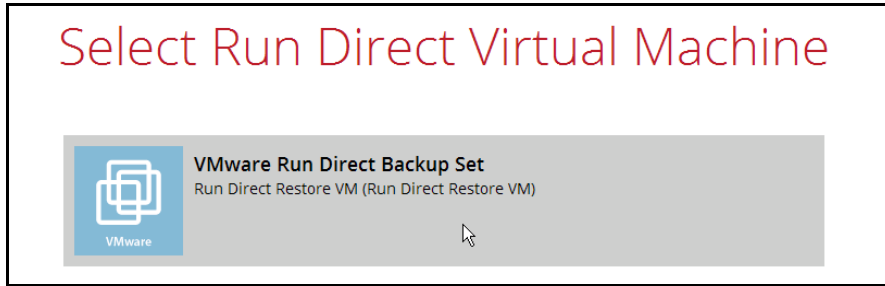 Select Run Direct Virtual Machine
VMware Run Direct Backup Set
Run Direct Restore VM (Run Direct Restore VM)
VMware